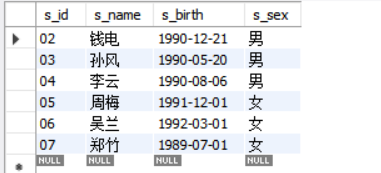 s_id s_name s_birth s_sex
02 钱电 1990-12-21 男
03 孙风 1990-05-20 男
04 李云 1990-08-06 男
05 周梅 1991-12-01 女
06 吴兰 1992-03-01 女
07 郑竹 1989-07-01 女
NULL NULL NULL NULL